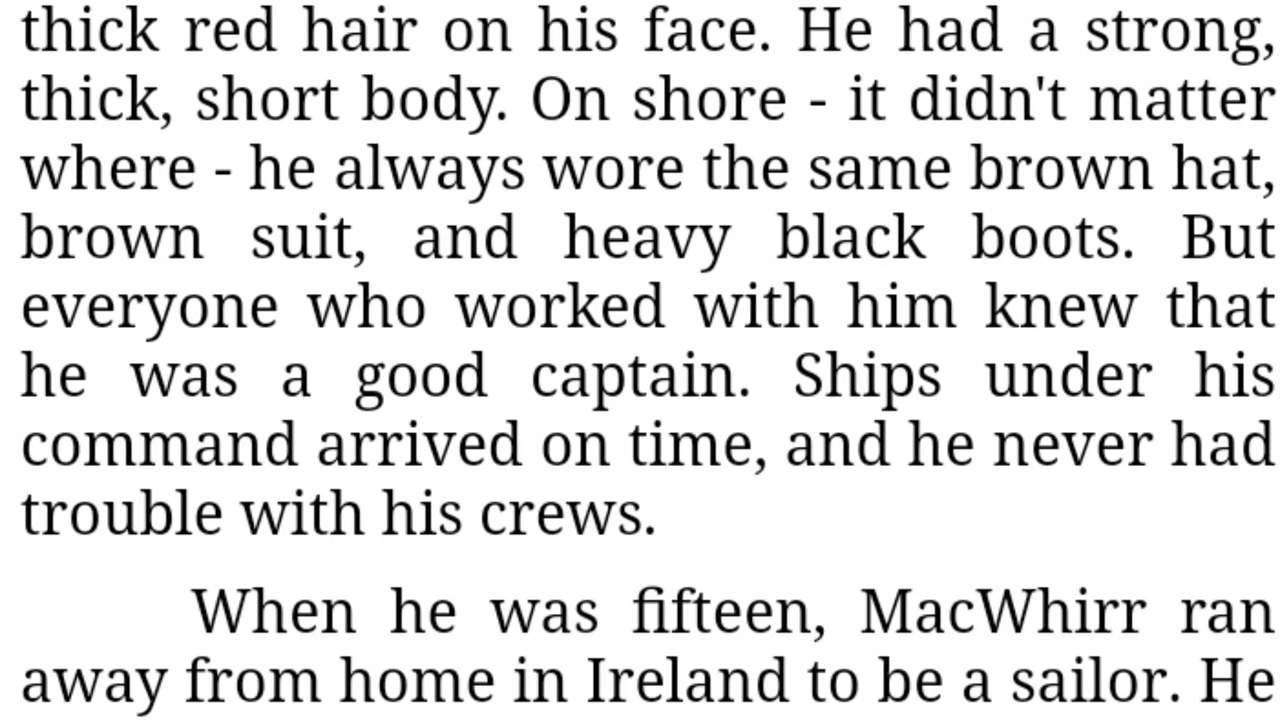 thick red hair on his face. He had a strong,
thick, short body. On shore - it didn't matter
where - he always wore the same brown hat,
brown suit, and heavy black boots. But
everyone who worked with him knew that
he was a good captain. Ships under his
command arrived on time, and he never had
trouble with his crews.
When he was fifteen, MacWhirr ran
away from home in Ireland to be a sailor. He